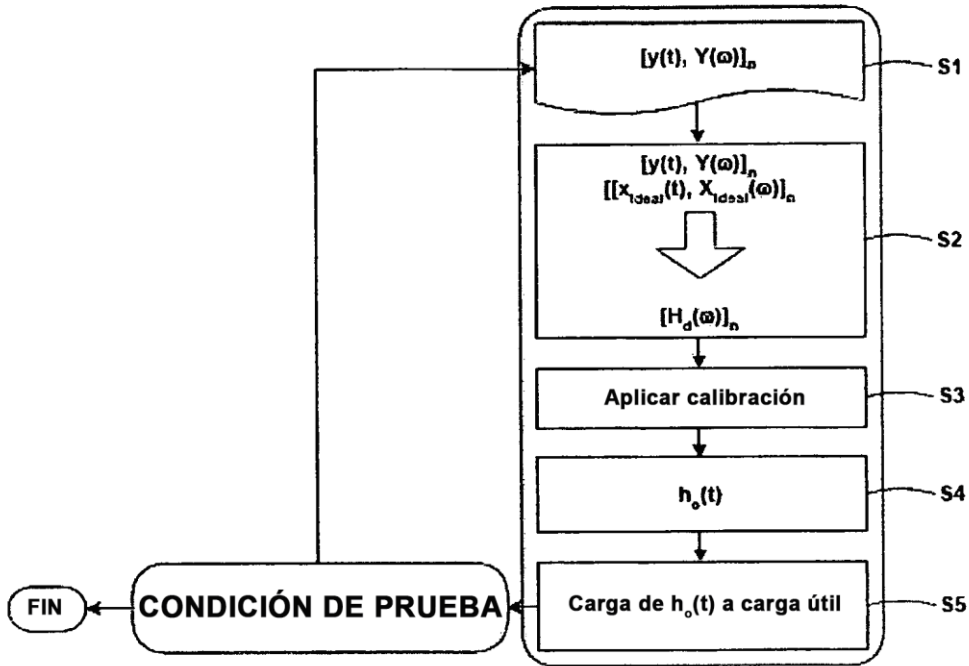 [y(t), Y(ω)]ₙ
S1
[y(t), Y(ω)]ₙ
[[x_ideal(t), X_ideal(ω)]ₙ
S2
[H_d(ω)]ₙ
Aplicar calibración
S3
h_o(t)
S4
Carga de h_o(t) a carga útil
S5
CONDICIÓN DE PRUEBA
FIN